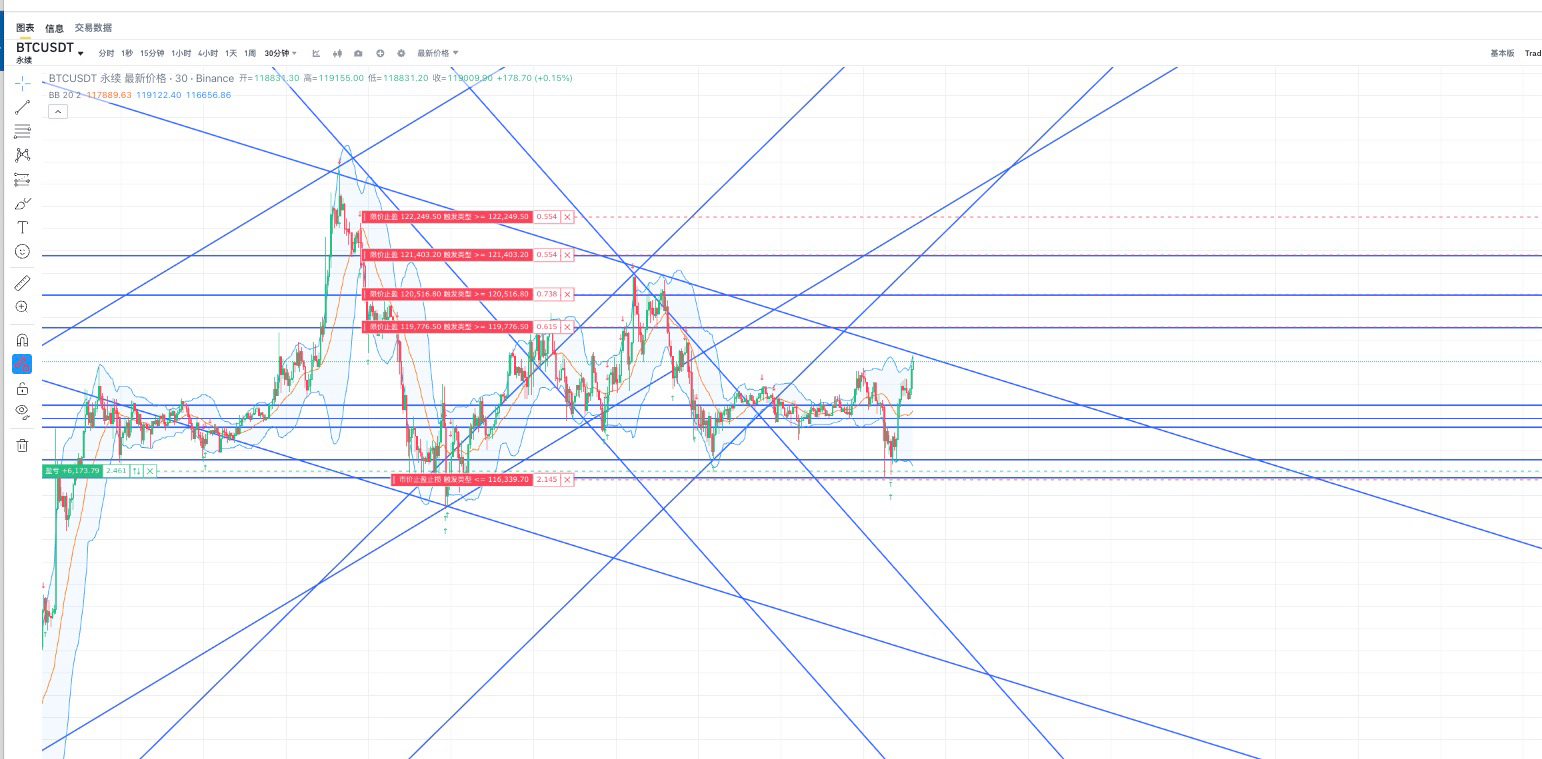 图表 信息 交易数据
BTCUSDT
永续
分时 1秒 15分钟 1小时 4小时 1天 1周 30分钟 最新价格 基本版 Trad
BTCUSDT 永续 最新价格 · 30 · Binance 开=118831.30 高=119155.00 低=118831.20 收=119009.90 +178.70 (+0.15%)
BB 20 2 117889.63 119122.40 116656.86
限价止盈 122,249.50 触发类型 >= 122,249.50 0.554
限价止盈 121,403.20 触发类型 >= 121,403.20 0.554
限价止盈 120,516.80 触发类型 >= 120,516.80 0.738
限价止盈 119,776.50 触发类型 >= 119,776.50 0.615
盈亏 +6,173.79 2.461
市价止盈止损 触发类型 <= 116,339.70 2.145